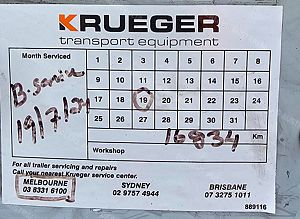 KRUEGER
transport equipment
Month Serviced
1 2 3 4 5 6 7 8
9 10 11 12 13 14 15 16
17 18 19 20 21 22 23 24
25 26 27 28 29 30 31
B. Service
19/7/24
16834 Km
Workshop
For all trailer servicing and repairs
Call your nearest Krueger service center.
MELBOURNE SYDNEY BRISBANE
03 8331 6100 02 9757 4944 07 3275 1011
889116